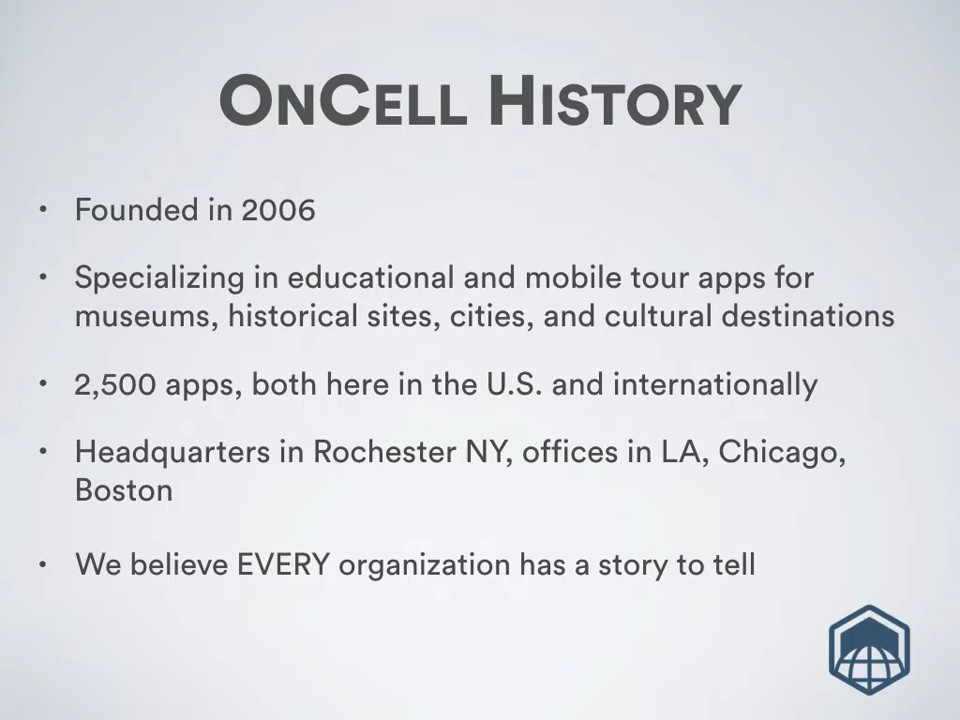 ONCELL HISTORY
• Founded in 2006
• Specializing in educational and mobile tour apps for
museums, historical sites, cities, and cultural destinations
• 2,500 apps, both here in the U.S. and internationally
• Headquarters in Rochester NY, offices in LA, Chicago,
Boston
• We believe EVERY organization has a story to tell